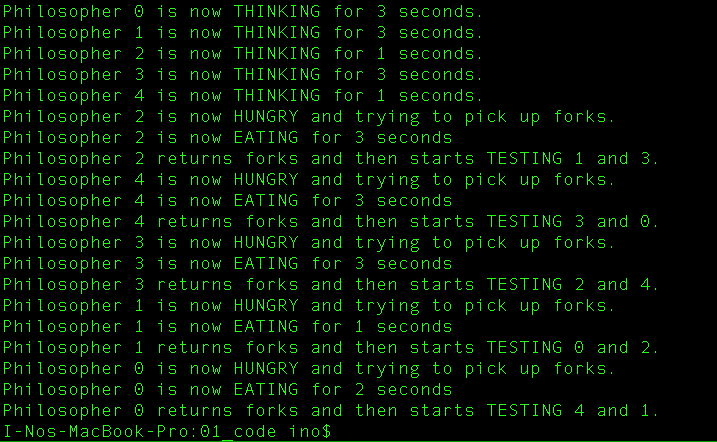 Philosopher 0 is now THINKING for 3 seconds.
Philosopher 1 is now THINKING for 3 seconds.
Philosopher 2 is now THINKING for 1 seconds.
Philosopher 3 is now THINKING for 3 seconds.
Philosopher 4 is now THINKING for 1 seconds.
Philosopher 2 is now HUNGRY and trying to pick up forks.
Philosopher 2 is now EATING for 3 seconds
Philosopher 2 returns forks and then starts TESTING 1 and 3.
Philosopher 4 is now HUNGRY and trying to pick up forks.
Philosopher 4 is now EATING for 3 seconds
Philosopher 4 returns forks and then starts TESTING 3 and 0.
Philosopher 3 is now HUNGRY and trying to pick up forks.
Philosopher 3 is now EATING for 3 seconds
Philosopher 3 returns forks and then starts TESTING 2 and 4.
Philosopher 1 is now HUNGRY and trying to pick up forks.
Philosopher 1 is now EATING for 1 seconds
Philosopher 1 returns forks and then starts TESTING 0 and 2.
Philosopher 0 is now HUNGRY and trying to pick up forks.
Philosopher 0 is now EATING for 2 seconds
Philosopher 0 returns forks and then starts TESTING 4 and 1.
I-Nos-MacBook-Pro:01_code ino$